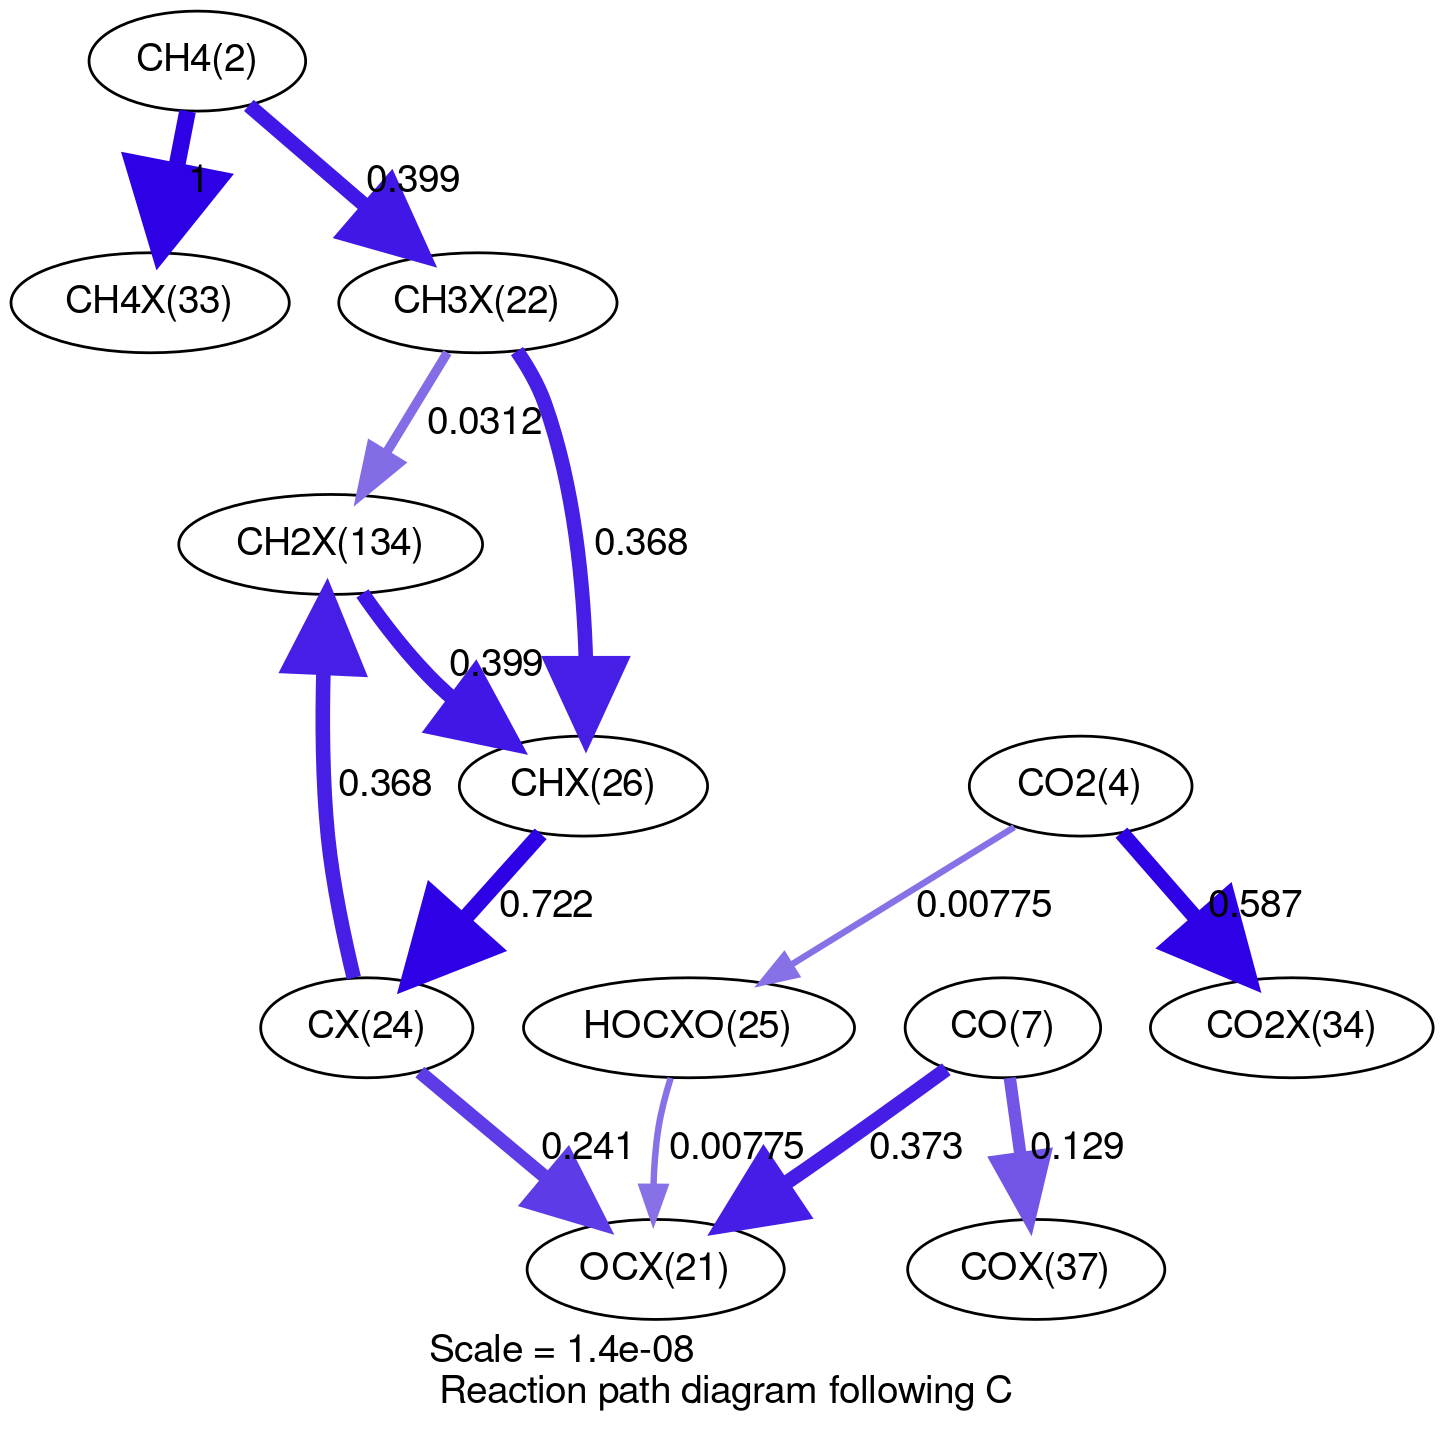 CH4(2)
1
0.399
CH4X(33)
CH3X(22)
0.0312
CH2X(134)
0.368
0.399
0.368
CHX(26)
CO2(4)
0.722
0.00775
0.587
CX(24)
HOCXO(25)
CO(7)
CO2X(34)
0.241
0.00775
0.373
0.129
OCX(21)
COX(37)
Scale = 1.4e-08
Reaction path diagram following C